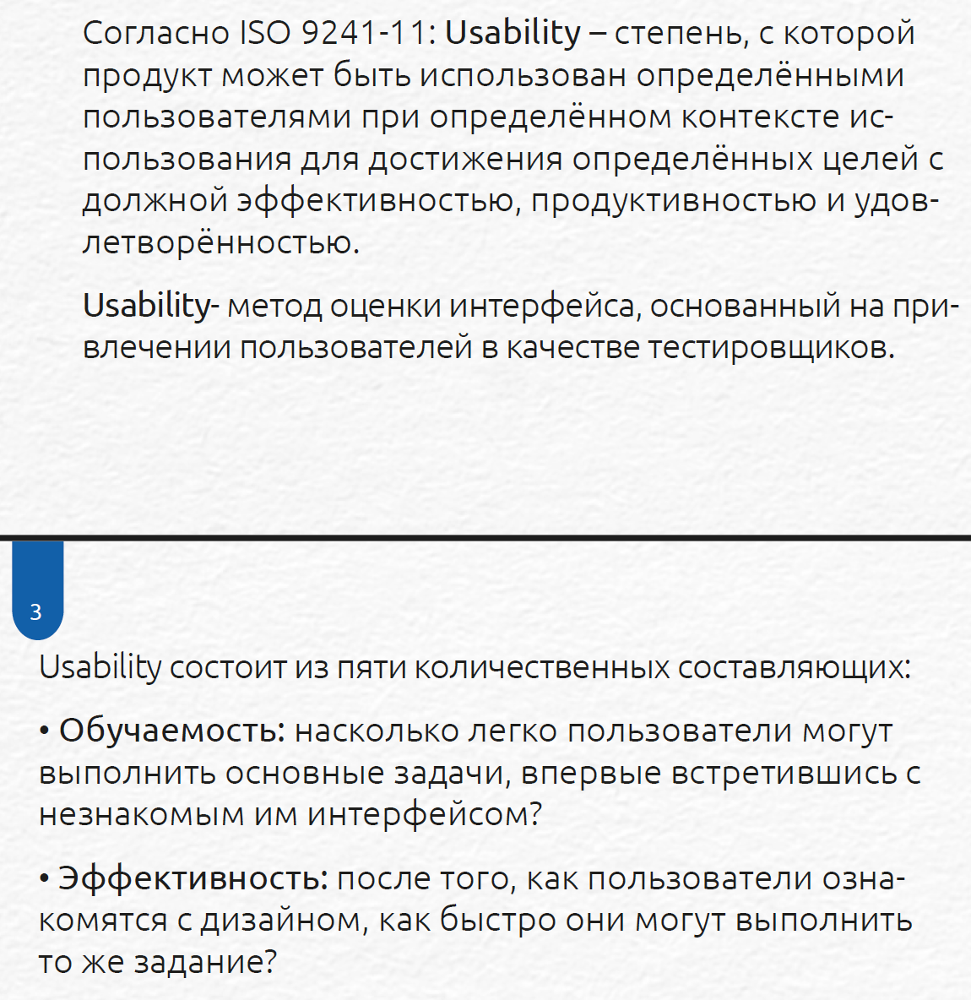 Согласно ISO 9241-11: Usability – степень, с которой
продукт может быть использован определёнными
пользователями при определённом контексте ис-
пользования для достижения определённых целей с
должной эффективностью, продуктивностью и удов-
летворённостью.
Usability- метод оценки интерфейса, основанный на при-
влечении пользователей в качестве тестировщиков.
3
Usability состоит из пяти количественных составляющих:
• Обучаемость: насколько легко пользователи могут
выполнить основные задачи, впервые встретившись с
незнакомым им интерфейсом?
• Эффективность: после того, как пользователи озна-
комятся с дизайном, как быстро они могут выполнить
то же задание?